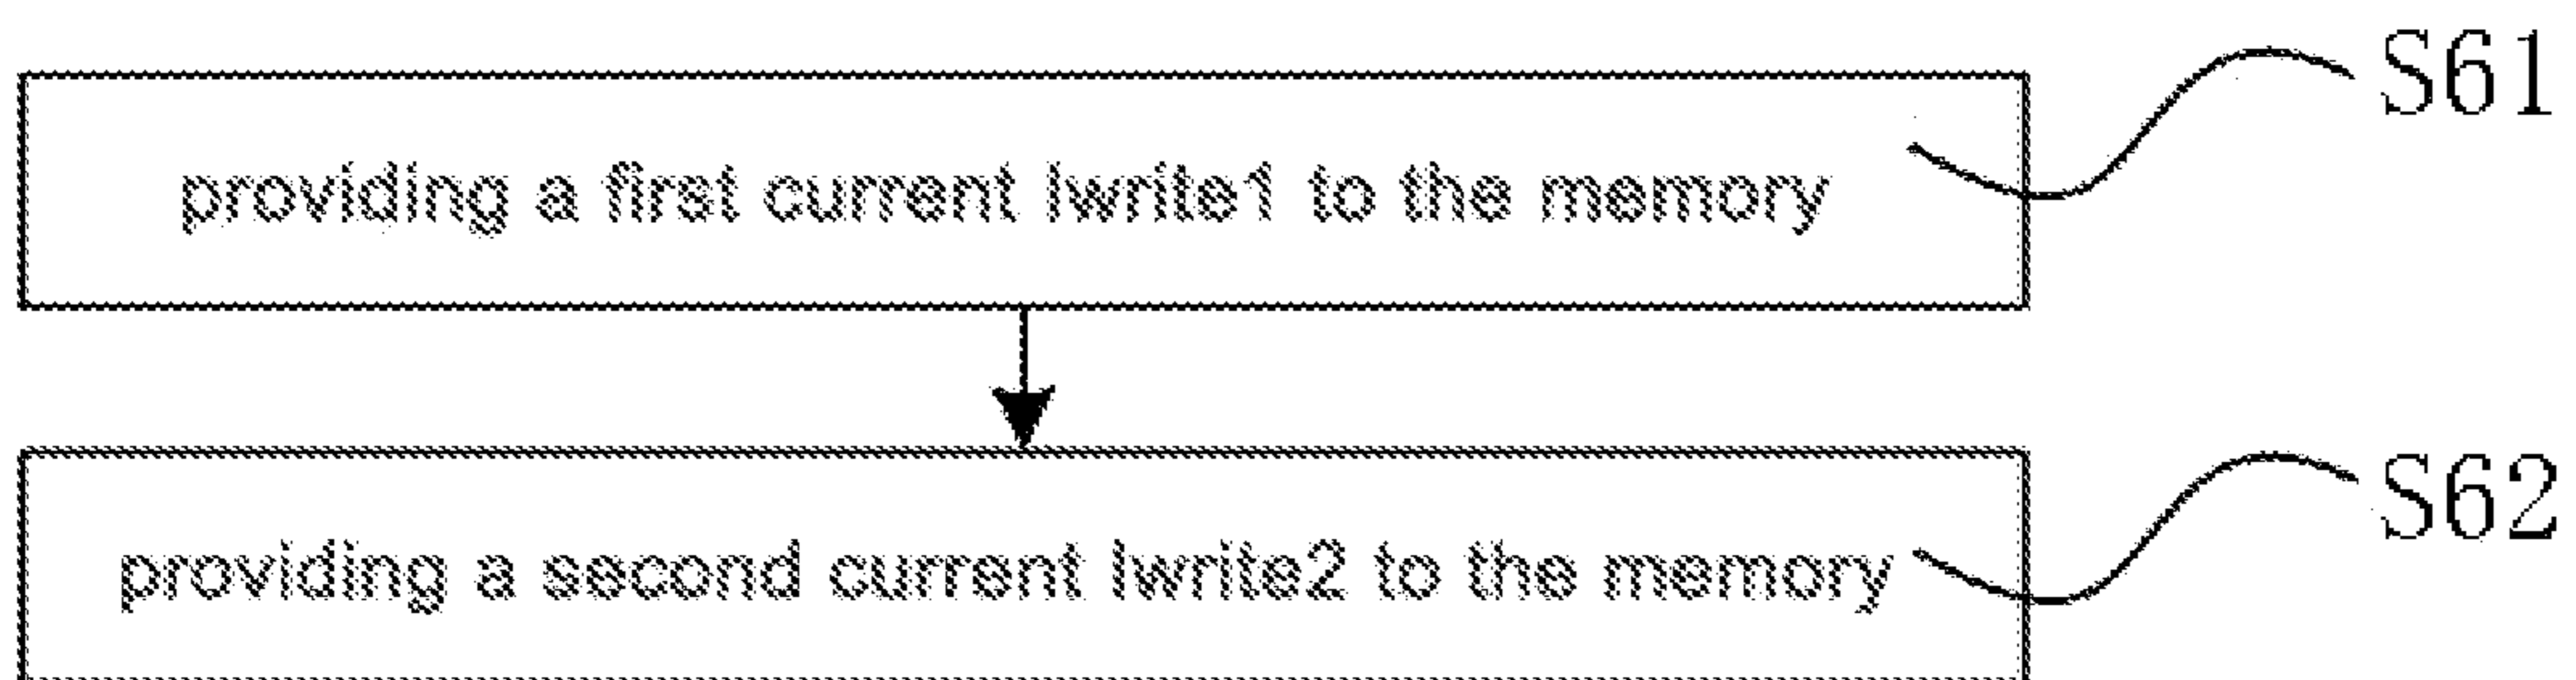 S61
providing a first current Iwrite1 to the memory
S62
providing a second current Iwrite2 to the memory